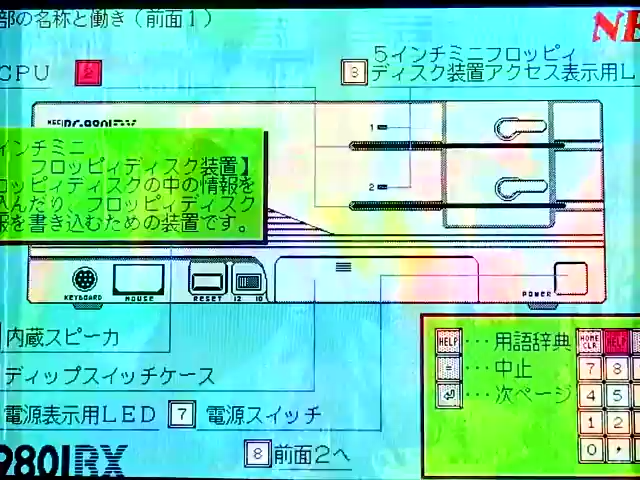 部の名称と働き（前面１）
NE
CPU
2
3
５インチミニフロッピィ
ディスク装置アクセス表示用L
NEC PC-9801RX
1
2
インチミニ
フロッピィディスク装置】
ロッピィディスクの中の情報を
込んだり、フロッピィディスク
報を書き込むための装置です。
KEYBOARD
MOUSE
RESET
12 10
POWER
内蔵スピーカ
ディップスイッチケース
電源表示用LED
7
電源スイッチ
8
前面２へ
9801RX
HELP
･･･用語辞典
=
･･･中止
･･･次ページ
HOME CLR
HELP
7 8
4 5
1 2
0 ,